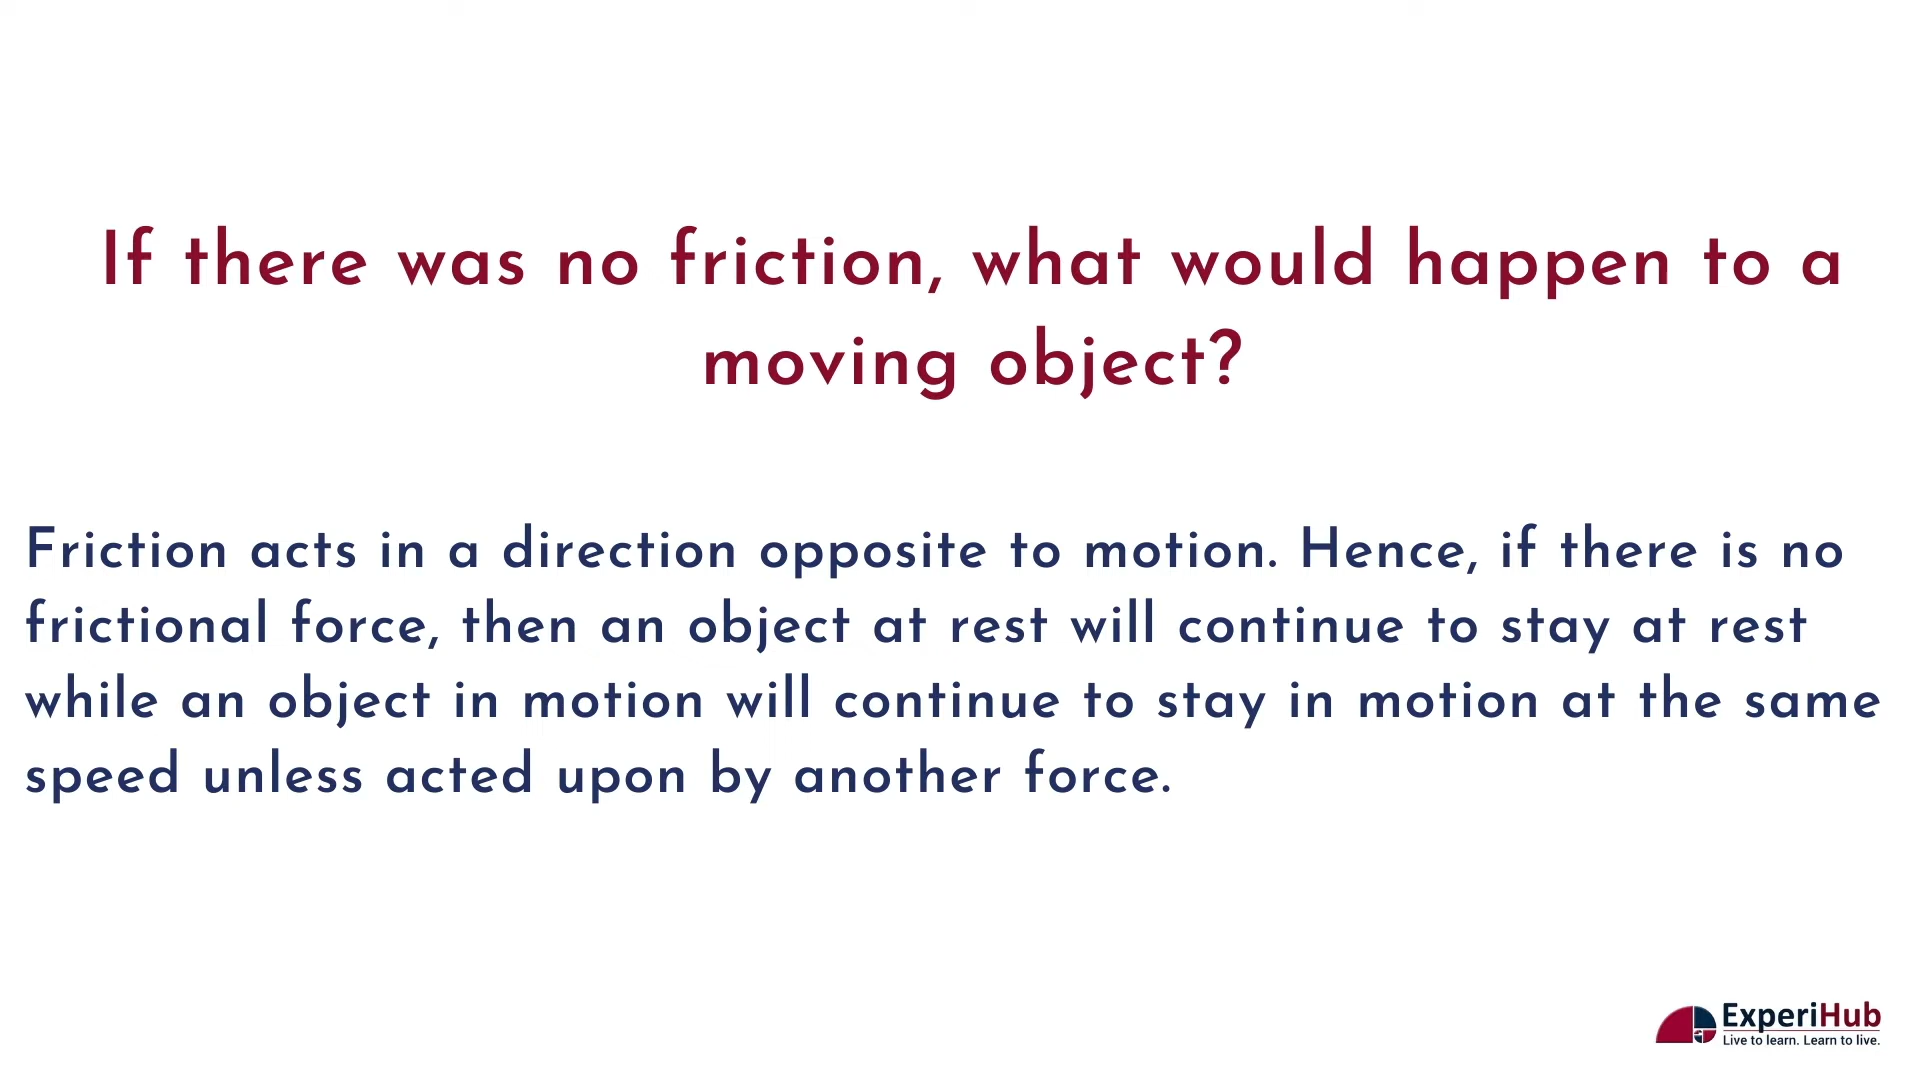 If there was no friction, what would happen to a
moving object?
Friction acts in a direction opposite to motion. Hence, if there is no
frictional force, then an object at rest will continue to stay at rest
while an object in motion will continue to stay in motion at the same
speed unless acted upon by another force.
ExperiHub
Live to learn. Learn to live.